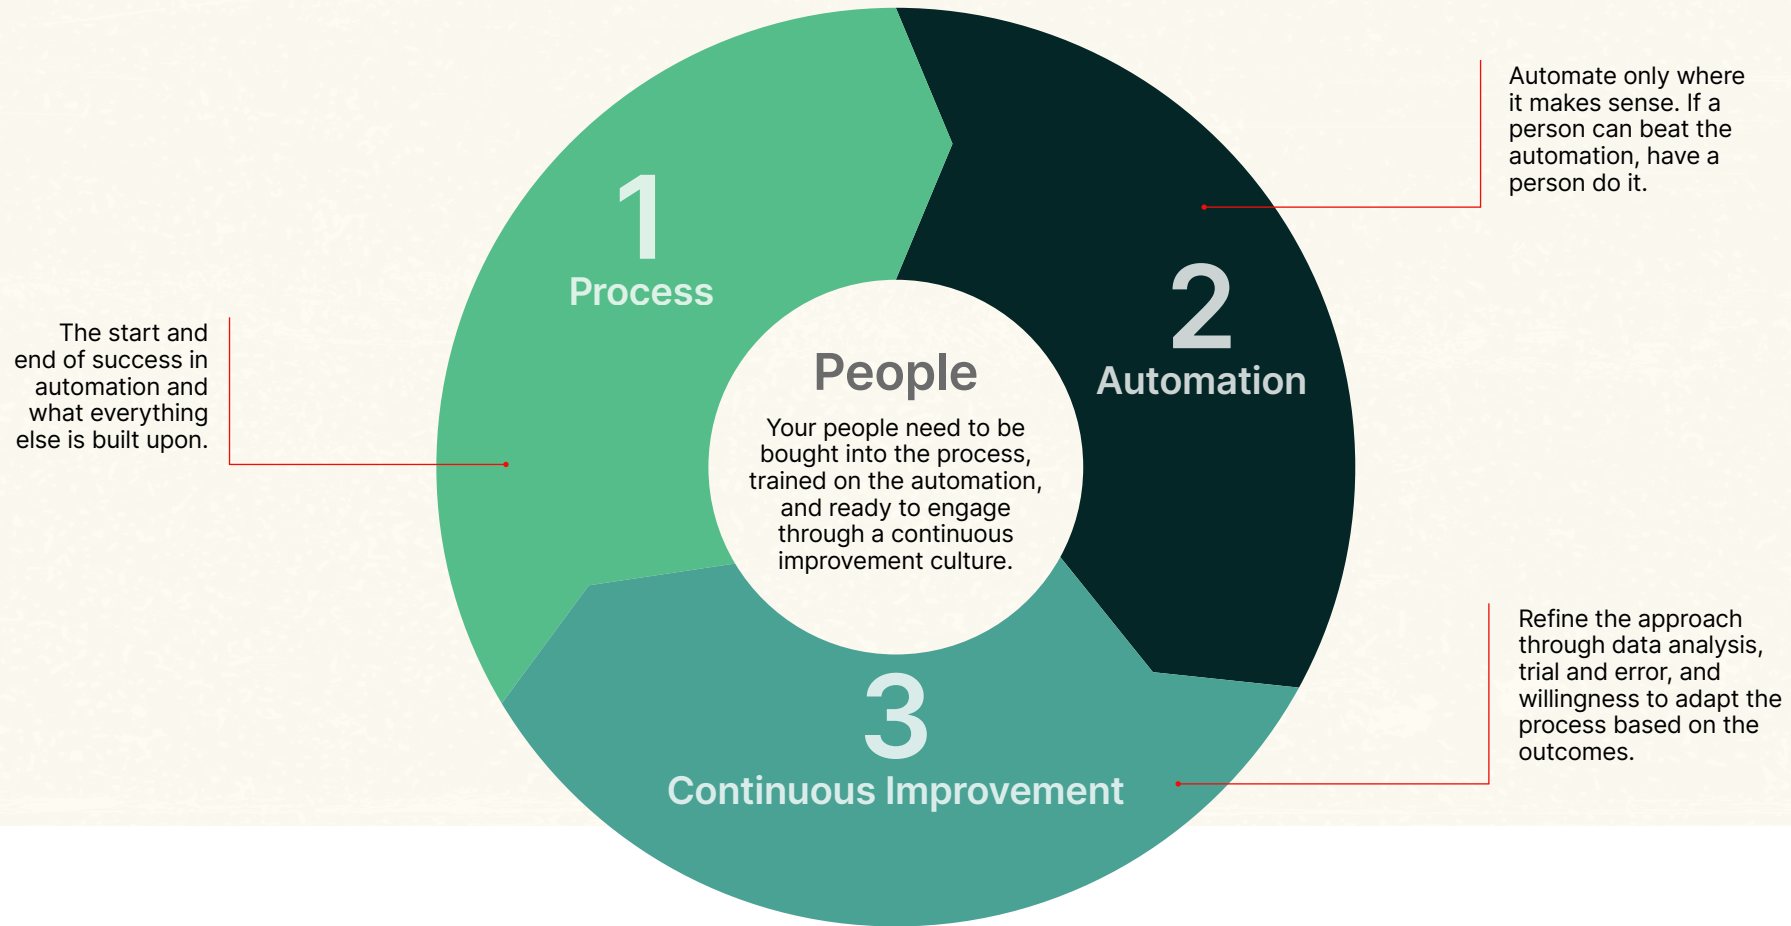 1
Process
The start and
end of success in
automation and
what everything
else is built upon.
2
Automation
Automate only where
it makes sense. If a
person can beat the
automation, have a
person do it.
People
Your people need to be
bought into the process,
trained on the automation,
and ready to engage
through a continuous
improvement culture.
3
Continuous Improvement
Refine the approach
through data analysis,
trial and error, and
willingness to adapt the
process based on the
outcomes.